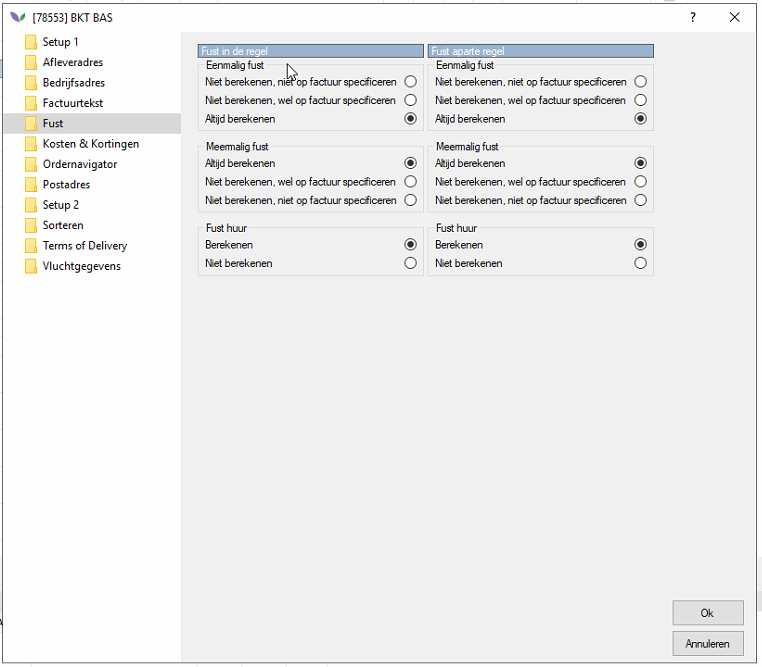 [78553] BKT BAS
?
Setup 1
Afleveradres
Bedrijfsadres
Factuurtekst
Fust
Kosten & Kortingen
Ordernavigator
Postadres
Setup 2
Sorteren
Terms of Delivery
Vluchtgegevens
Fust in de regel
Eenmalig fust
Niet berekenen, niet op factuur specificeren
Niet berekenen, wel op factuur specificeren
Altijd berekenen
Meermalig fust
Altijd berekenen
Niet berekenen, wel op factuur specificeren
Niet berekenen, niet op factuur specificeren
Fust huur
Berekenen
Niet berekenen
Fust aparte regel
Eenmalig fust
Niet berekenen, niet op factuur specificeren
Niet berekenen, wel op factuur specificeren
Altijd berekenen
Meermalig fust
Altijd berekenen
Niet berekenen, wel op factuur specificeren
Niet berekenen, niet op factuur specificeren
Fust huur
Berekenen
Niet berekenen
Ok
Annuleren